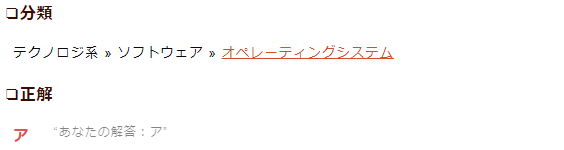 ❏分類
テクノロジ系 » ソフトウェア » オペレーティングシステム
❏正解
ア “あなたの解答：ア”